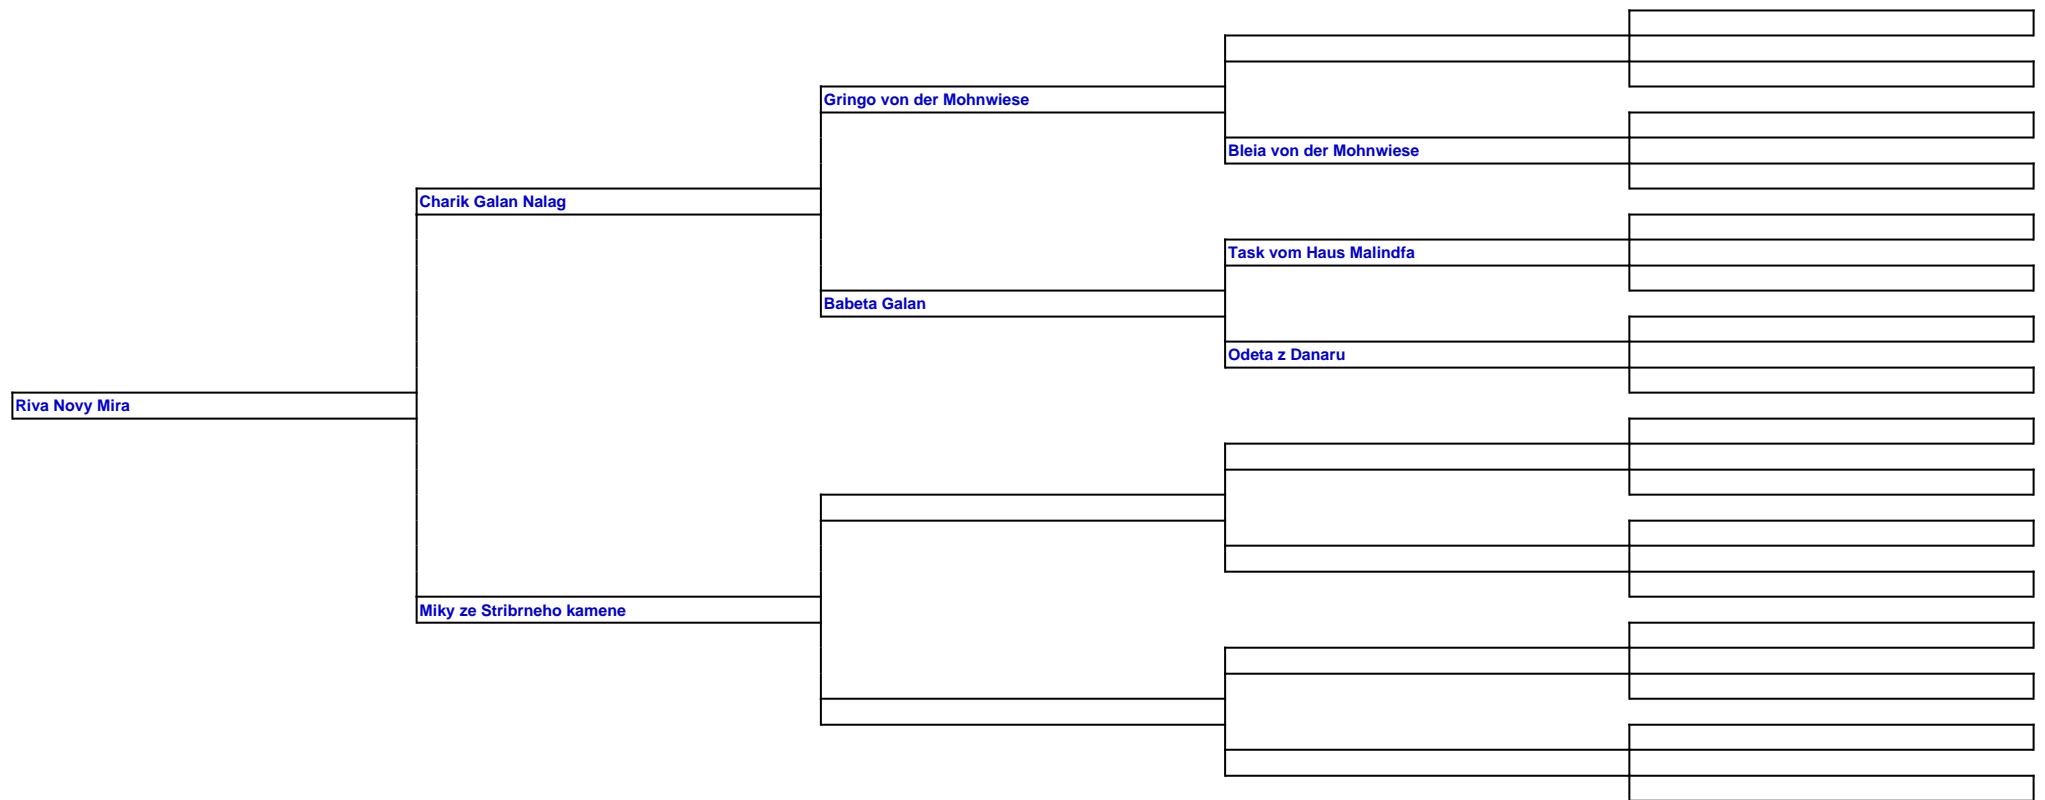 Gringo von der Mohnwiese
Bleia von der Mohnwiese
Charik Galan Nalag
Task vom Haus Malindfa
Babeta Galan
Odeta z Danaru
Riva Novy Mira
Miky ze Stribrneho kamene